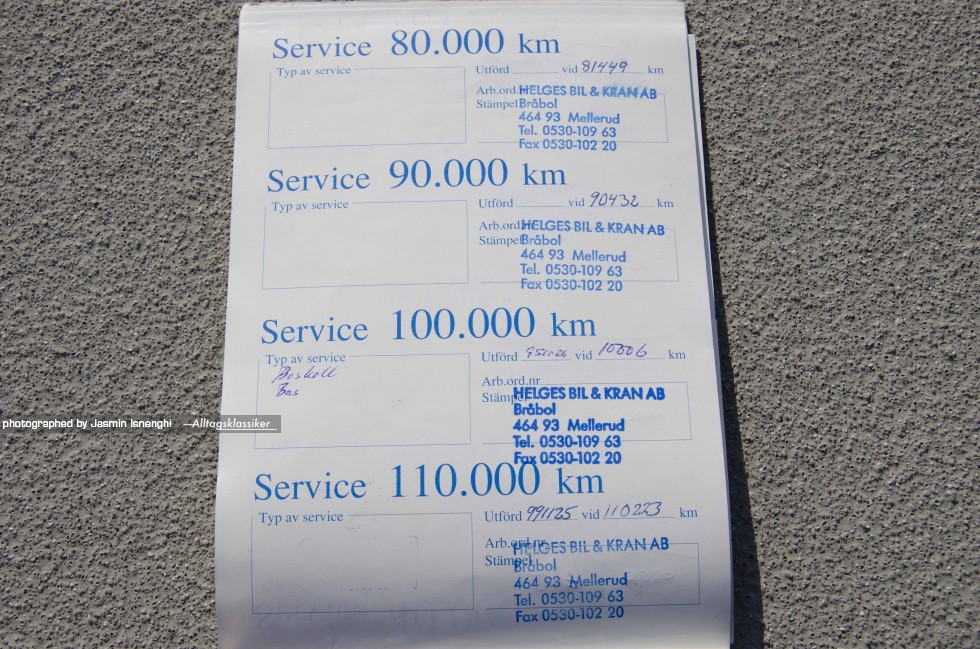 Service 80.000 km
Typ av service
Utförd vid 81449 km
Arb.ord.
Stämpel
HELGES BIL & KRAN AB
Bråbol
464 93 Mellerud
Tel. 0530-109 63
Fax 0530-102 20
Service 90.000 km
Typ av service
Utförd vid 90432 km
Arb.ord.
Stämpel
HELGES BIL & KRAN AB
Bråbol
464 93 Mellerud
Tel. 0530-109 63
Fax 0530-102 20
Service 100.000 km
Typ av service
Bas
Utförd vid km
Arb.ord.nr
Stämpel
HELGES BIL & KRAN AB
Bråbol
464 93 Mellerud
Tel. 0530-109 63
Fax 0530-102 20
photographed by Jasmin Ienenghi —Alltagsklassiker
Service 110.000 km
Typ av service
Utförd 991125 vid 110223 km
Arb.ord.nr
Stämpel
HELGES BIL & KRAN AB
Bråbol
464 93 Mellerud
Tel. 0530-109 63
Fax 0530-102 20